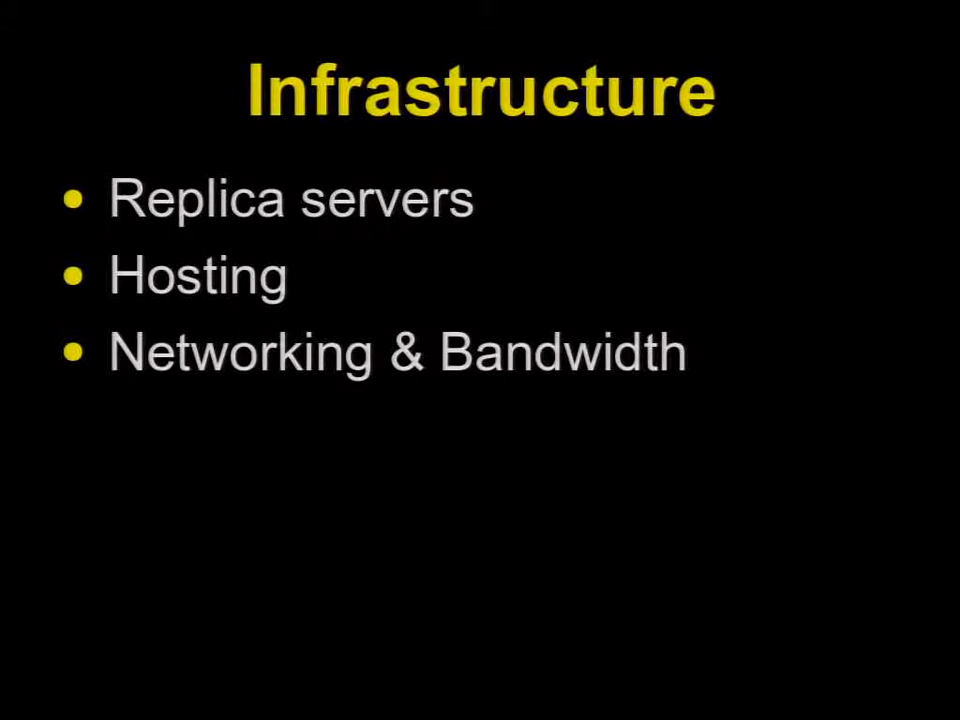 Infrastructure
• Replica servers
• Hosting
• Networking & Bandwidth